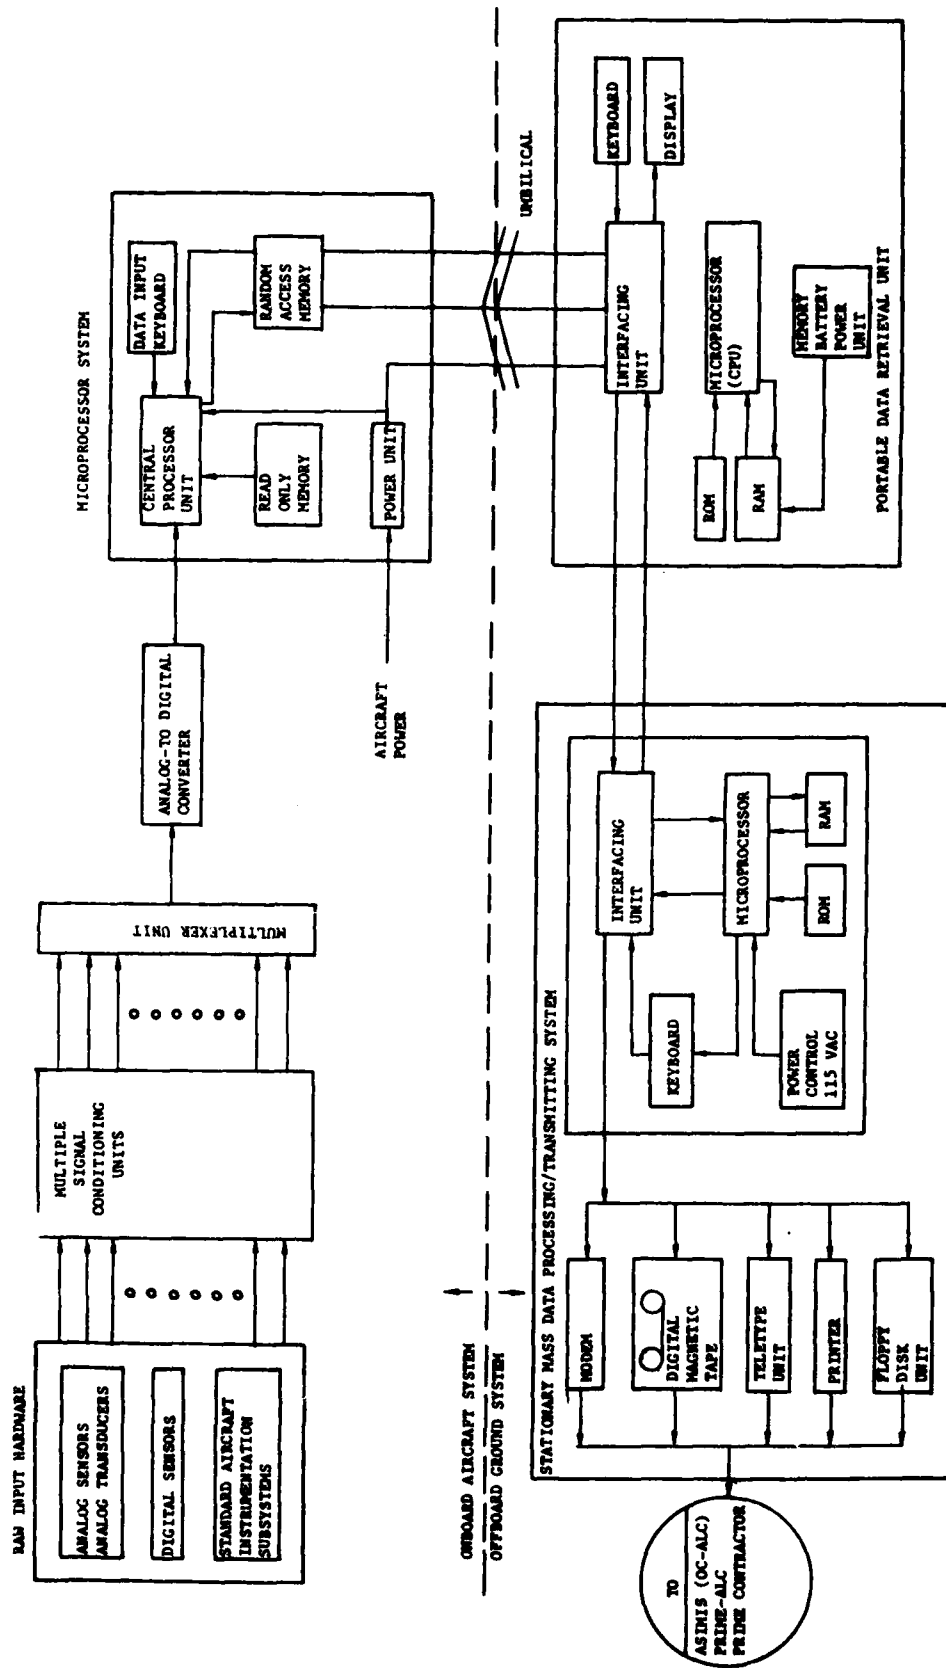 RAW INPUT HARDWARE
ANALOG SENSORS
ANALOG TRANSDUCERS
DIGITAL SENSORS
STANDARD AIRCRAFT
INSTRUMENTATION
SUBSYSTEMS
MULTIPLE
SIGNAL
CONDITIONING
UNITS
MULTIPLEXER UNIT
ANALOG-TO DIGITAL
CONVERTER
AIRCRAFT
POWER
MICROPROCESSOR SYSTEM
CENTRAL
PROCESSOR
UNIT
DATA INPUT
KEYBOARD
READ
ONLY
MEMORY
RANDOM
ACCESS
MEMORY
POWER UNIT
ONBOARD AIRCRAFT SYSTEM
OFFBOARD GROUND SYSTEM
UMBILICAL
STATIONARY MASS DATA PROCESSING/TRANSMITTING SYSTEM
TO
ASIMIS (OC-ALC)
PRIME-ALC
PRIME CONTRACTOR
MODEM
DIGITAL
MAGNETIC
TAPE
TELETYPE
UNIT
PRINTER
FLOPPY
DISK
UNIT
INTERFACING
UNIT
KEYBOARD
MICROPROCESSOR
POWER
CONTROL
115 VAC
ROM
RAM
INTERFACING
UNIT
KEYBOARD
DISPLAY
MICROPROCESSOR
(CPU)
ROM
RAM
MEMORY
BATTERY
POWER
UNIT
PORTABLE DATA RETRIEVAL UNIT